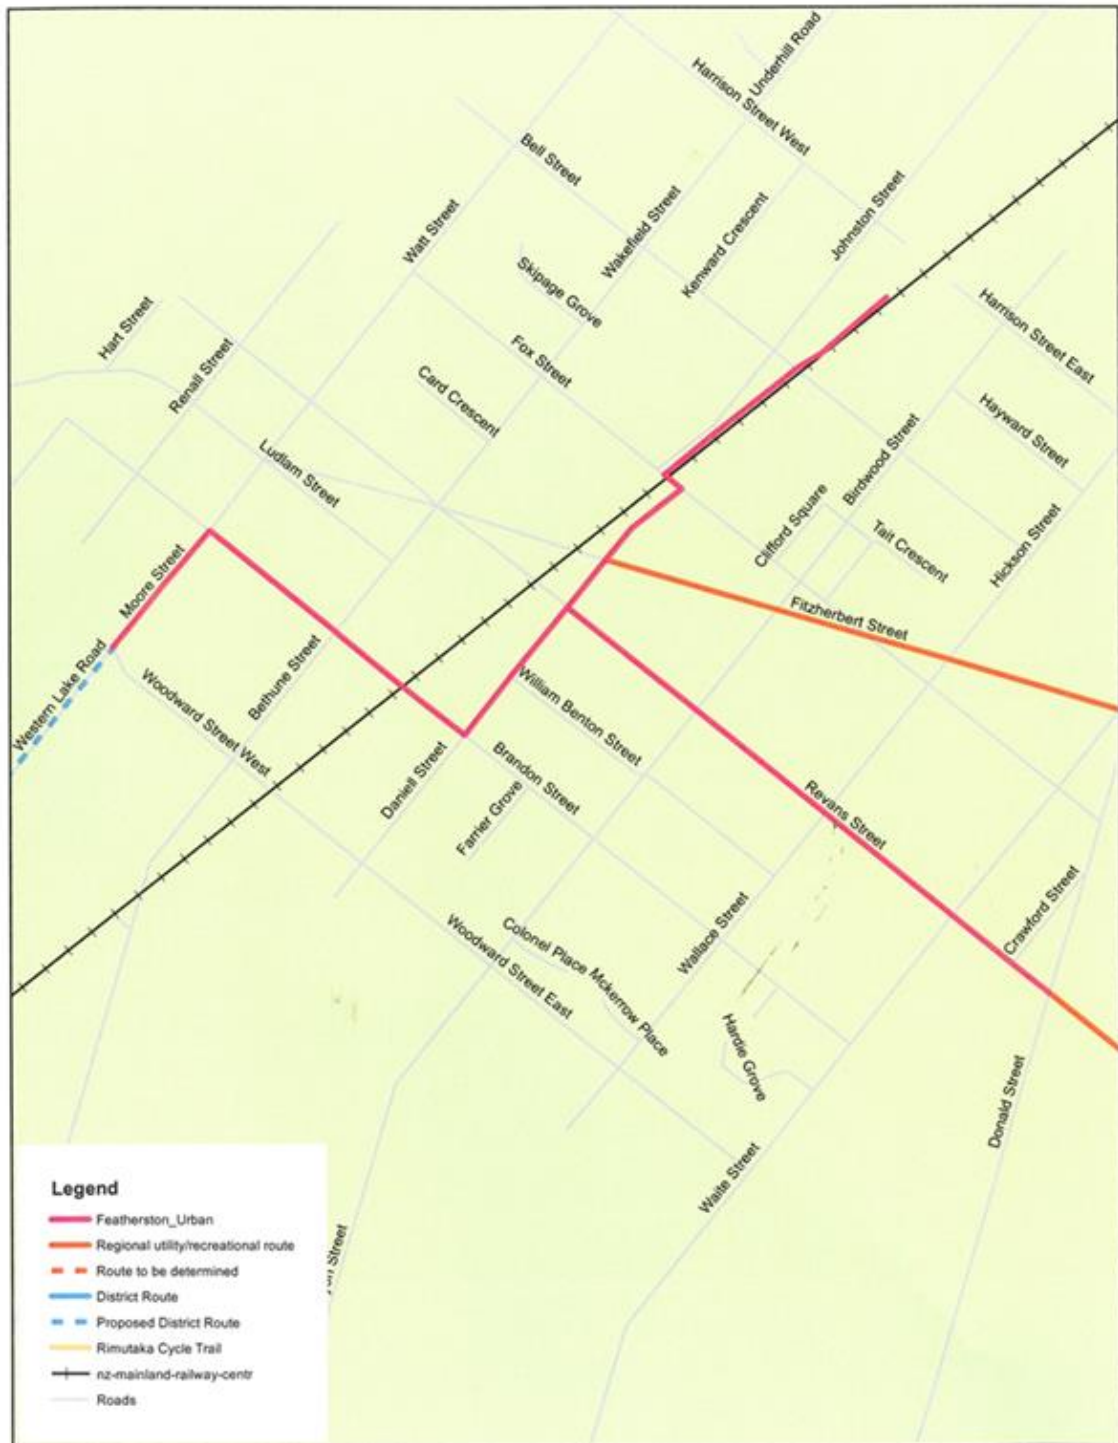 Underhill Road
Harrison Street West
Bell Street
Johnston Street
Wakefield Street
Kenward Crescent
Watt Street
Skipage Grove
Hart Street
Renall Street
Fox Street
Card Crescent
Harrison Street East
Hayward Street
Birdwood Street
Ludlam Street
Clifford Square
Tait Crescent
Hickson Street
Moore Street
Fitzherbert Street
Western Lake Road
Bethune Street
Woodward Street West
William Benton Street
Brandon Street
Daniell Street
Farrier Grove
Revans Street
Crawford Street
Wallace Street
Colonel Place
Mckerrow Place
Woodward Street East
Hardie Grove
Donald Street
Waite Street
Street
Legend
Featherston_Urban
Regional utility/recreational route
Route to be determined
District Route
Proposed District Route
Rimutaka Cycle Trail
nz-mainland-railway-centr
Roads